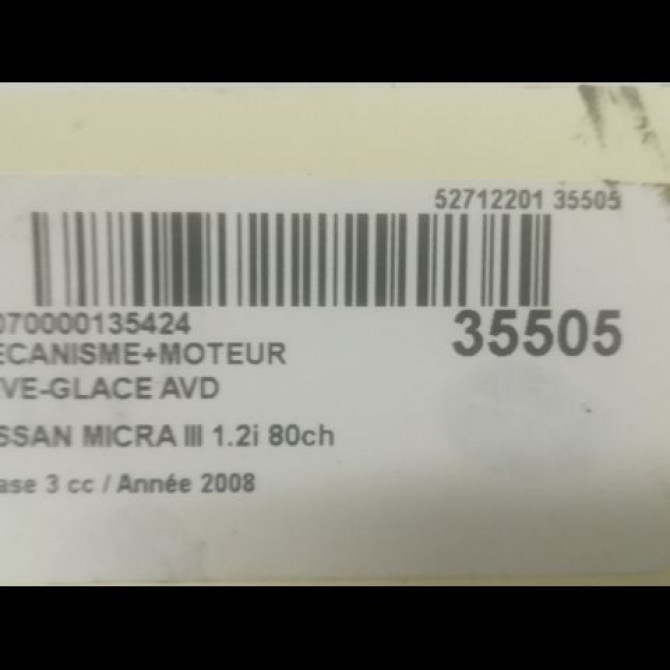 52712201 35505
070000135424
35505
ECANISME+MOTEUR
VE-GLACE AVD
SSAN MICRA III 1.2i 80ch
ase 3 cc / Année 2008